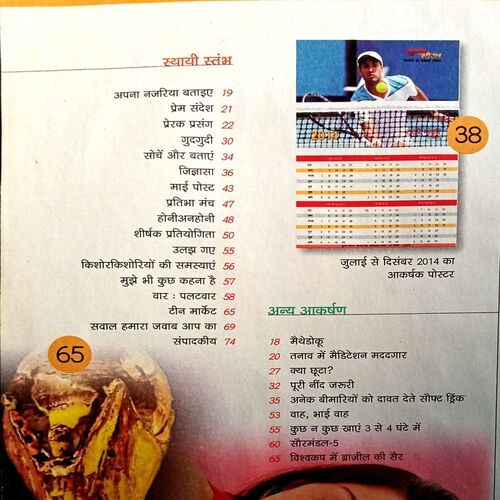 स्थायी स्तंभ
अपना नजरिया बताइए 19
प्रेम संदेश 21
प्रेरक प्रसंग 22
गुदगुदी 30
सोचें और बताएं 34
जिज्ञासा 36
माई पोस्ट 43
प्रतिभा मंच 47
होनीअनहोनी 48
शीर्षक प्रतियोगिता 50
उलझ गए 55
किशोरकिशोरियों की समस्याएं 56
मुझे भी कुछ कहना है 57
वार : पलटवार 58
टीन मार्केट 65
सवाल हमारा जवाब आप का 69
संपादकीय 74
65
2014
38
जुलाई से दिसंबर 2014 का
आकर्षक पोस्टर
अन्य आकर्षण
18 मैथेडोकू
20 तनाव में मैडिटेशन मददगार
27 क्या छूटा?
32 पूरी नींद जरूरी
35 अनेक बीमारियों को दावत देते सौफ्ट ड्रिंक
53 वाह, भाई वाह
55 कुछ न कुछ खाएं 3 से 4 घंटे में
60 सौरमंडल-5
65 विश्वकप में ब्राजील की सैर